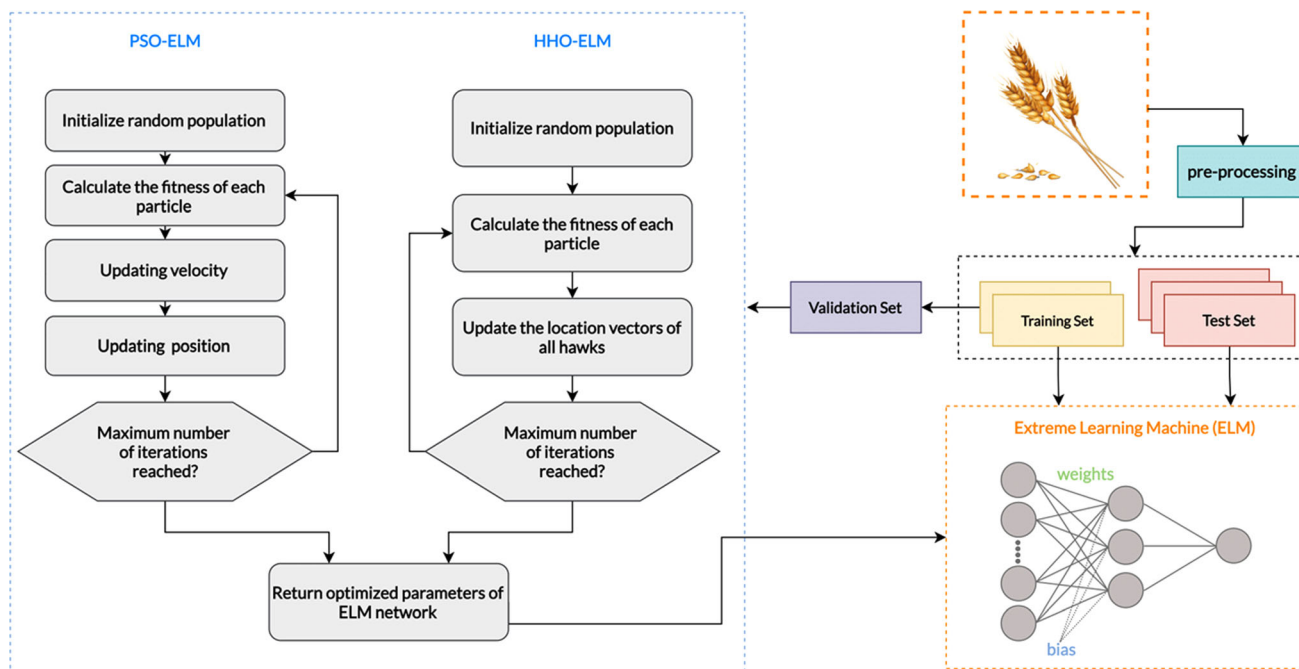 PSO-ELM
Initialize random population
Calculate the fitness of each
particle
Updating velocity
Updating position
Maximum number
of iterations
reached?
HHO-ELM
Initialize random population
Calculate the fitness of each
particle
Update the location vectors of
all hawks
Maximum number
of iterations
reached?
Return optimized parameters of
ELM network
pre-processing
Validation Set
Training Set
Test Set
Extreme Learning Machine (ELM)
weights
bias